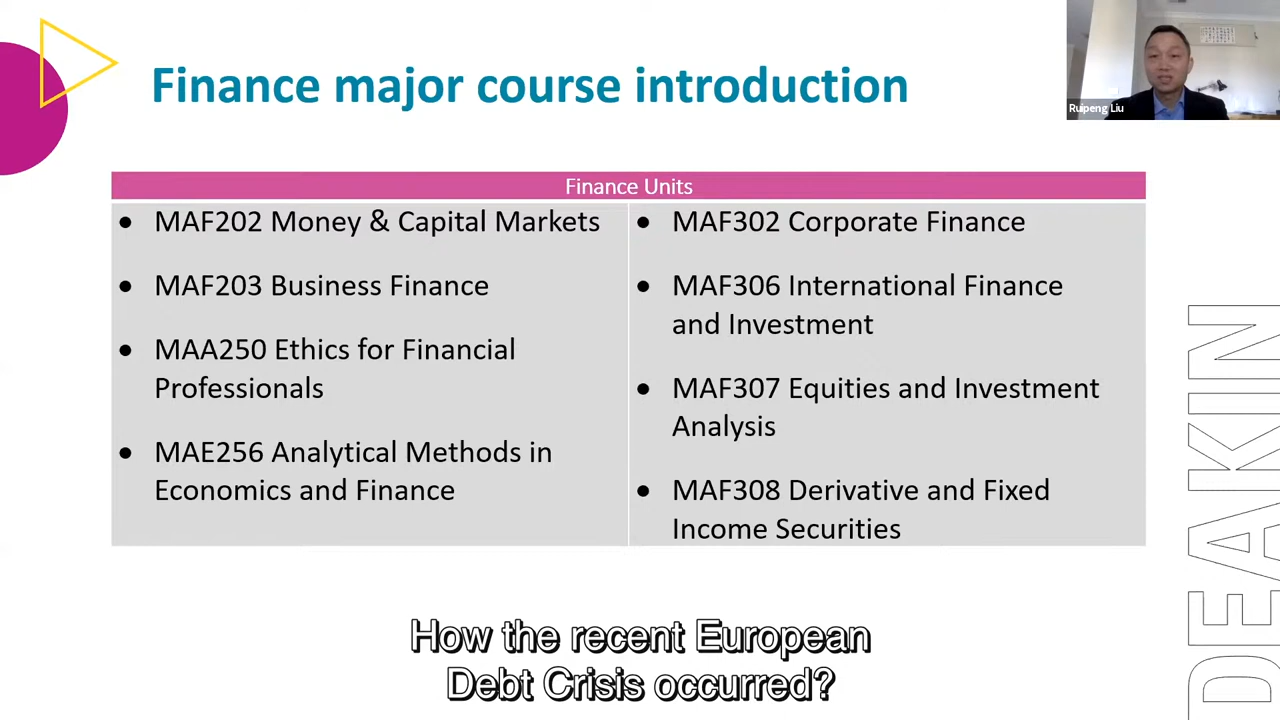 Finance major course introduction
Ruipeng Liu
Finance Units
• MAF202 Money & Capital Markets
• MAF203 Business Finance
• MAA250 Ethics for Financial
Professionals
• MAE256 Analytical Methods in
Economics and Finance
• MAF302 Corporate Finance
• MAF306 International Finance
and Investment
• MAF307 Equities and Investment
Analysis
• MAF308 Derivative and Fixed
Income Securities
DEAKIN
How the recent European
Debt Crisis occurred?